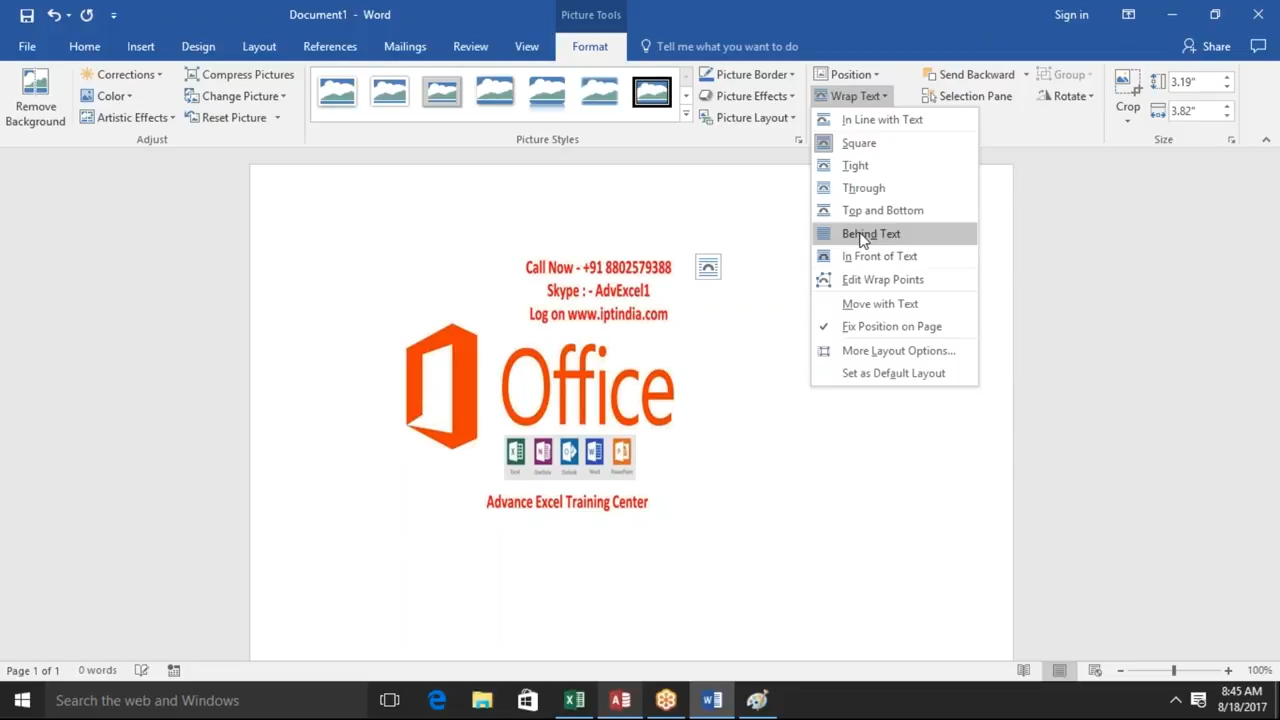 Document1 - Word
Picture Tools
Sign in
File Home Insert Design Layout References Mailings Review View Format Tell me what you want to do Share
Remove Background
Corrections
Color
Artistic Effects
Compress Pictures
Change Picture
Reset Picture
Adjust
Picture Styles
Picture Border
Picture Effects
Picture Layout
Position
Wrap Text
Send Backward
Selection Pane
Group
Rotate
Crop
3.19"
3.82"
Size
In Line with Text
Square
Tight
Through
Top and Bottom
Behind Text
In Front of Text
Edit Wrap Points
Move with Text
Fix Position on Page
More Layout Options...
Set as Default Layout
Call Now - +91 8802579388
Skype : - AdvExcel1
Log on www.iptindia.com
Office
Excel OneNote Outlook Word PowerPoint
Advance Excel Training Center
Page 1 of 1 0 words
100%
Search the web and Windows
8:45 AM
8/18/2017